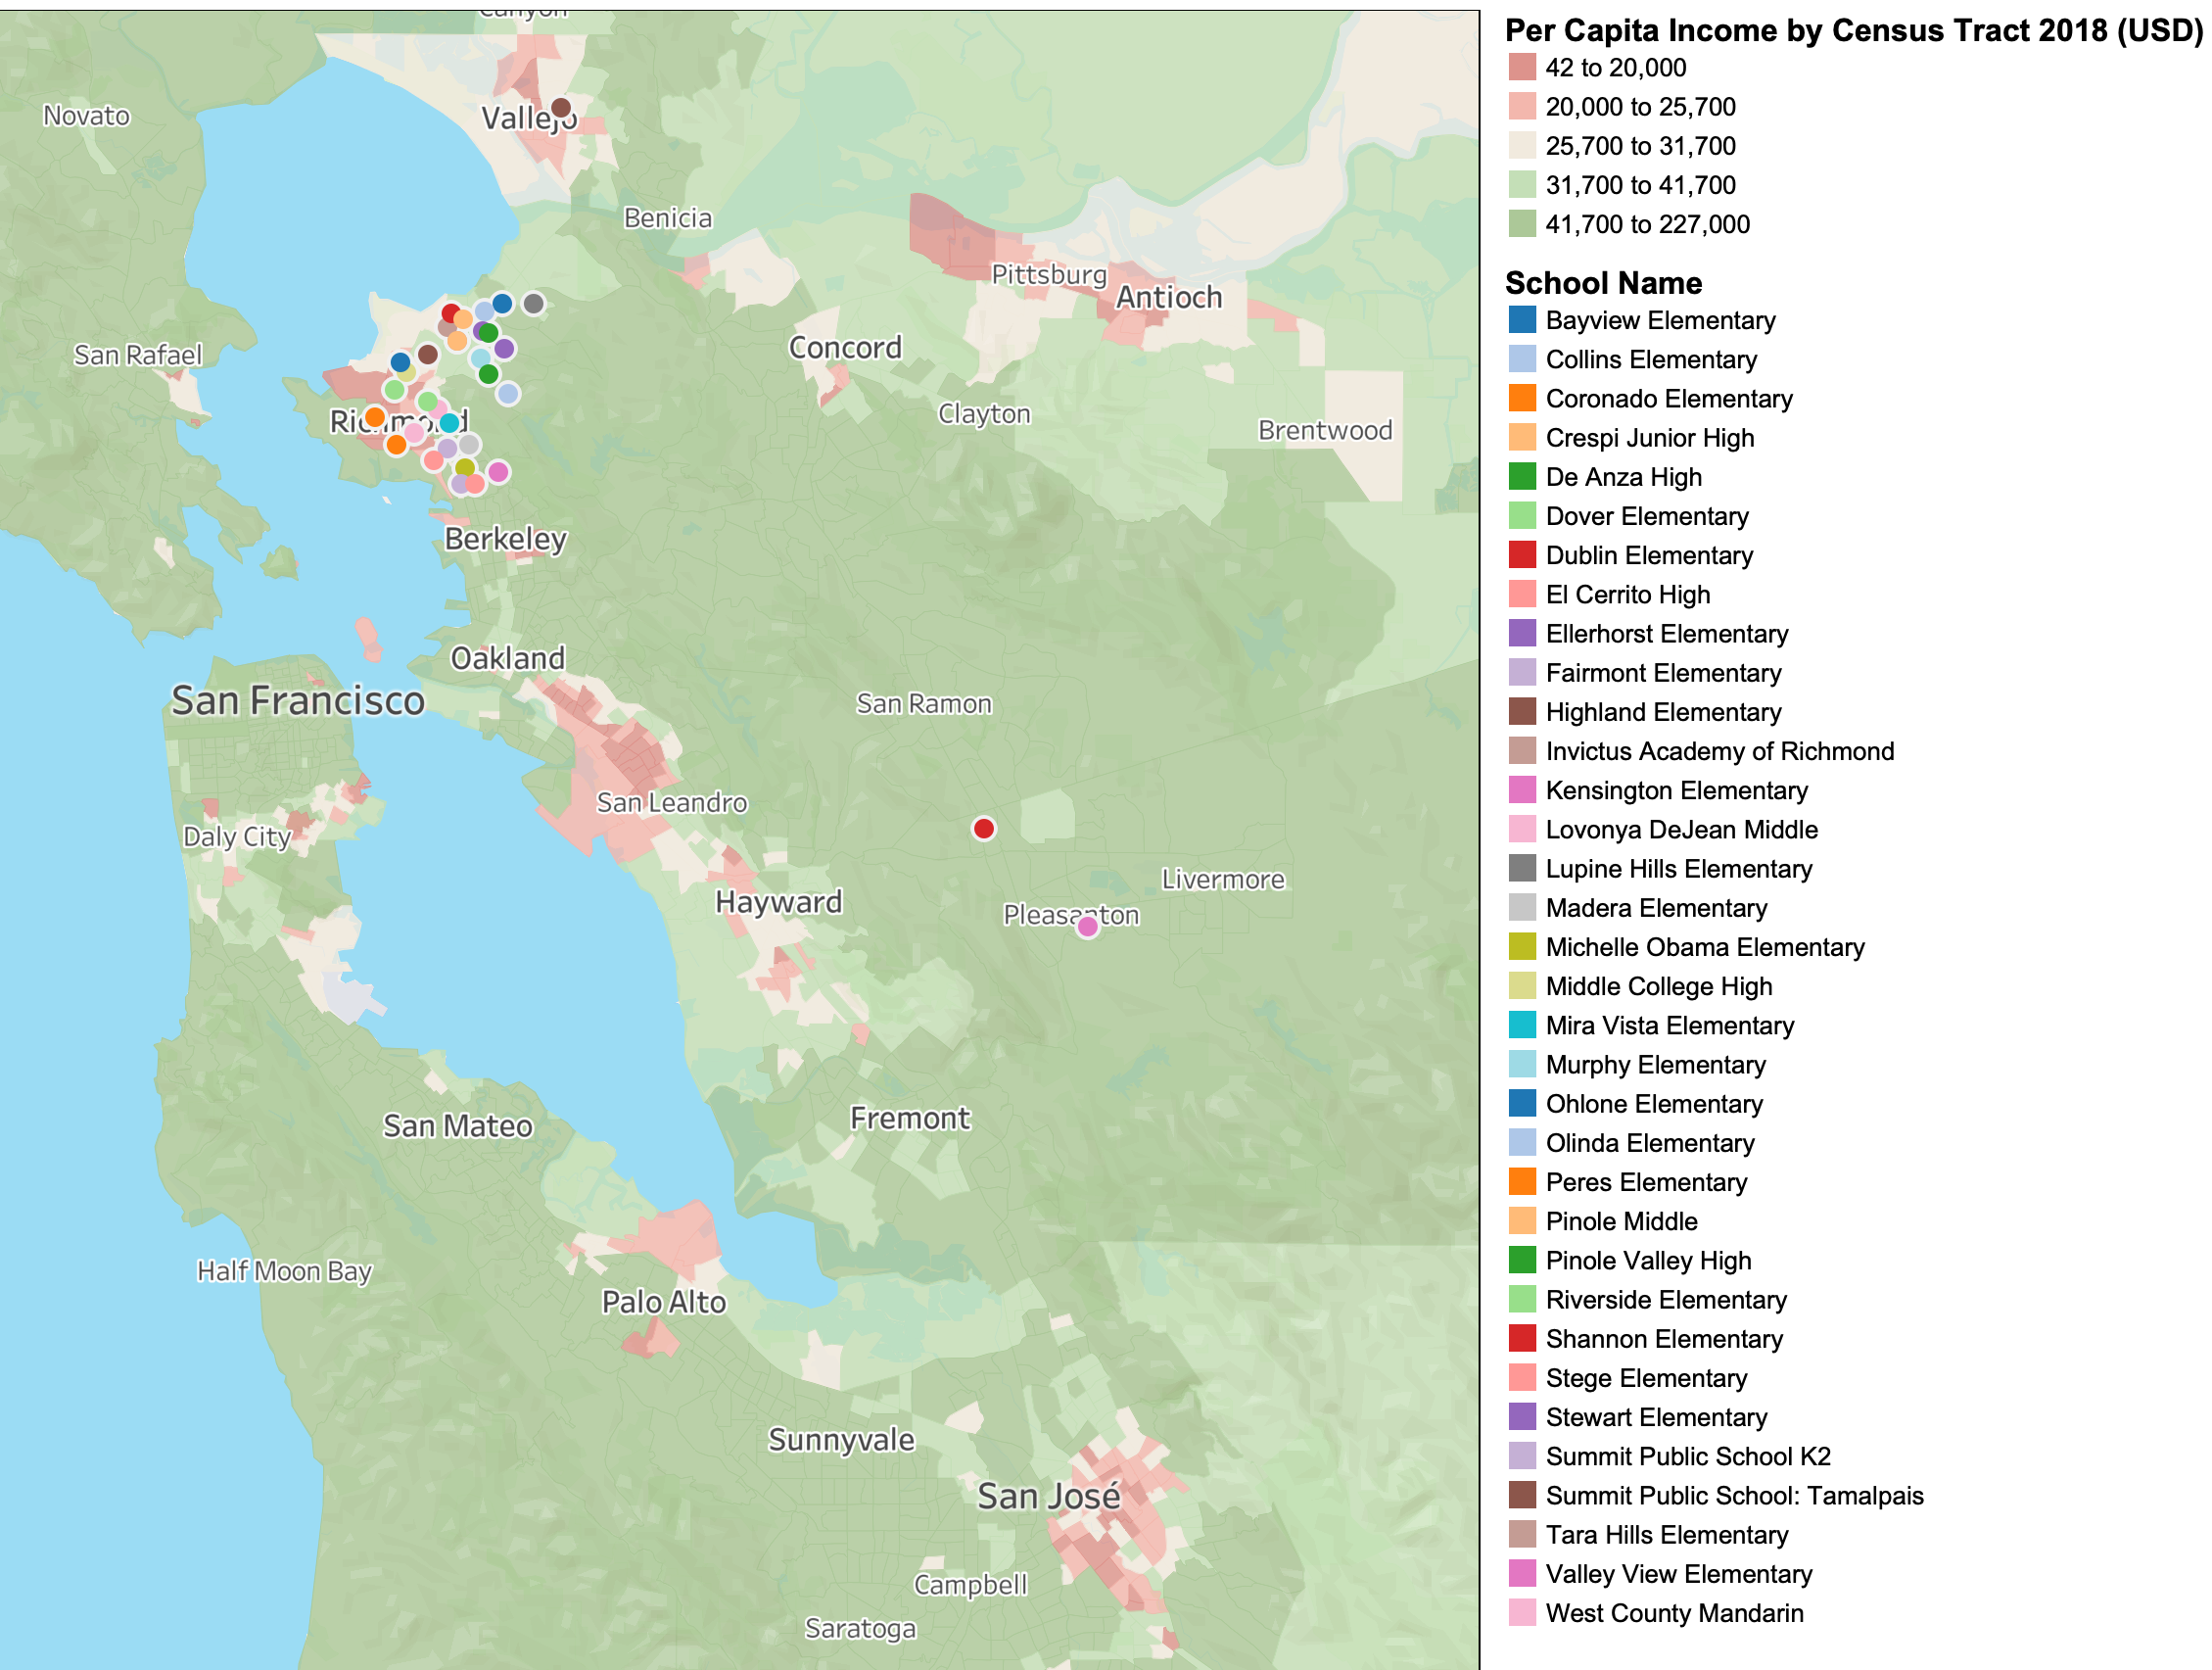 Canyon
Novato
Vallejo
Benicia
Pittsburg
Antioch
San Rafael
Concord
Richmond
Clayton
Brentwood
Berkeley
Oakland
San Francisco
San Ramon
San Leandro
Daly City
Livermore
Hayward
Pleasanton
San Mateo
Fremont
Half Moon Bay
Palo Alto
Sunnyvale
San José
Campbell
Saratoga
Per Capita Income by Census Tract 2018 (USD)
42 to 20,000
20,000 to 25,700
25,700 to 31,700
31,700 to 41,700
41,700 to 227,000
School Name
Bayview Elementary
Collins Elementary
Coronado Elementary
Crespi Junior High
De Anza High
Dover Elementary
Dublin Elementary
El Cerrito High
Ellerhorst Elementary
Fairmont Elementary
Highland Elementary
Invictus Academy of Richmond
Kensington Elementary
Lovonya DeJean Middle
Lupine Hills Elementary
Madera Elementary
Michelle Obama Elementary
Middle College High
Mira Vista Elementary
Murphy Elementary
Ohlone Elementary
Olinda Elementary
Peres Elementary
Pinole Middle
Pinole Valley High
Riverside Elementary
Shannon Elementary
Stege Elementary
Stewart Elementary
Summit Public School K2
Summit Public School: Tamalpais
Tara Hills Elementary
Valley View Elementary
West County Mandarin